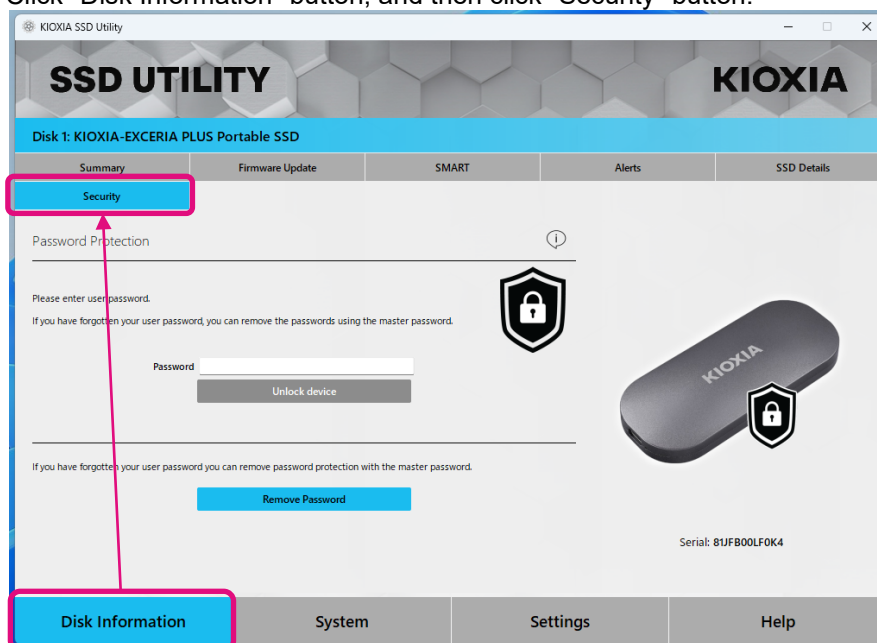 Click "Disk Information" button, and then click "Security" button.
KIOXIA SSD Utility
SSD UTILITY
KIOXIA
Disk 1: KIOXIA-EXCERIA PLUS Portable SSD
Summary Firmware Update SMART Alerts SSD Details
Security
Password Protection
Please enter user password.
If you have forgotten your user password, you can remove the passwords using the master password.
Password
Unlock device
KIOXIA
If you have forgotten your user password you can remove password protection with the master password.
Remove Password
Serial: 81JFB00LF0K4
Disk Information System Settings Help